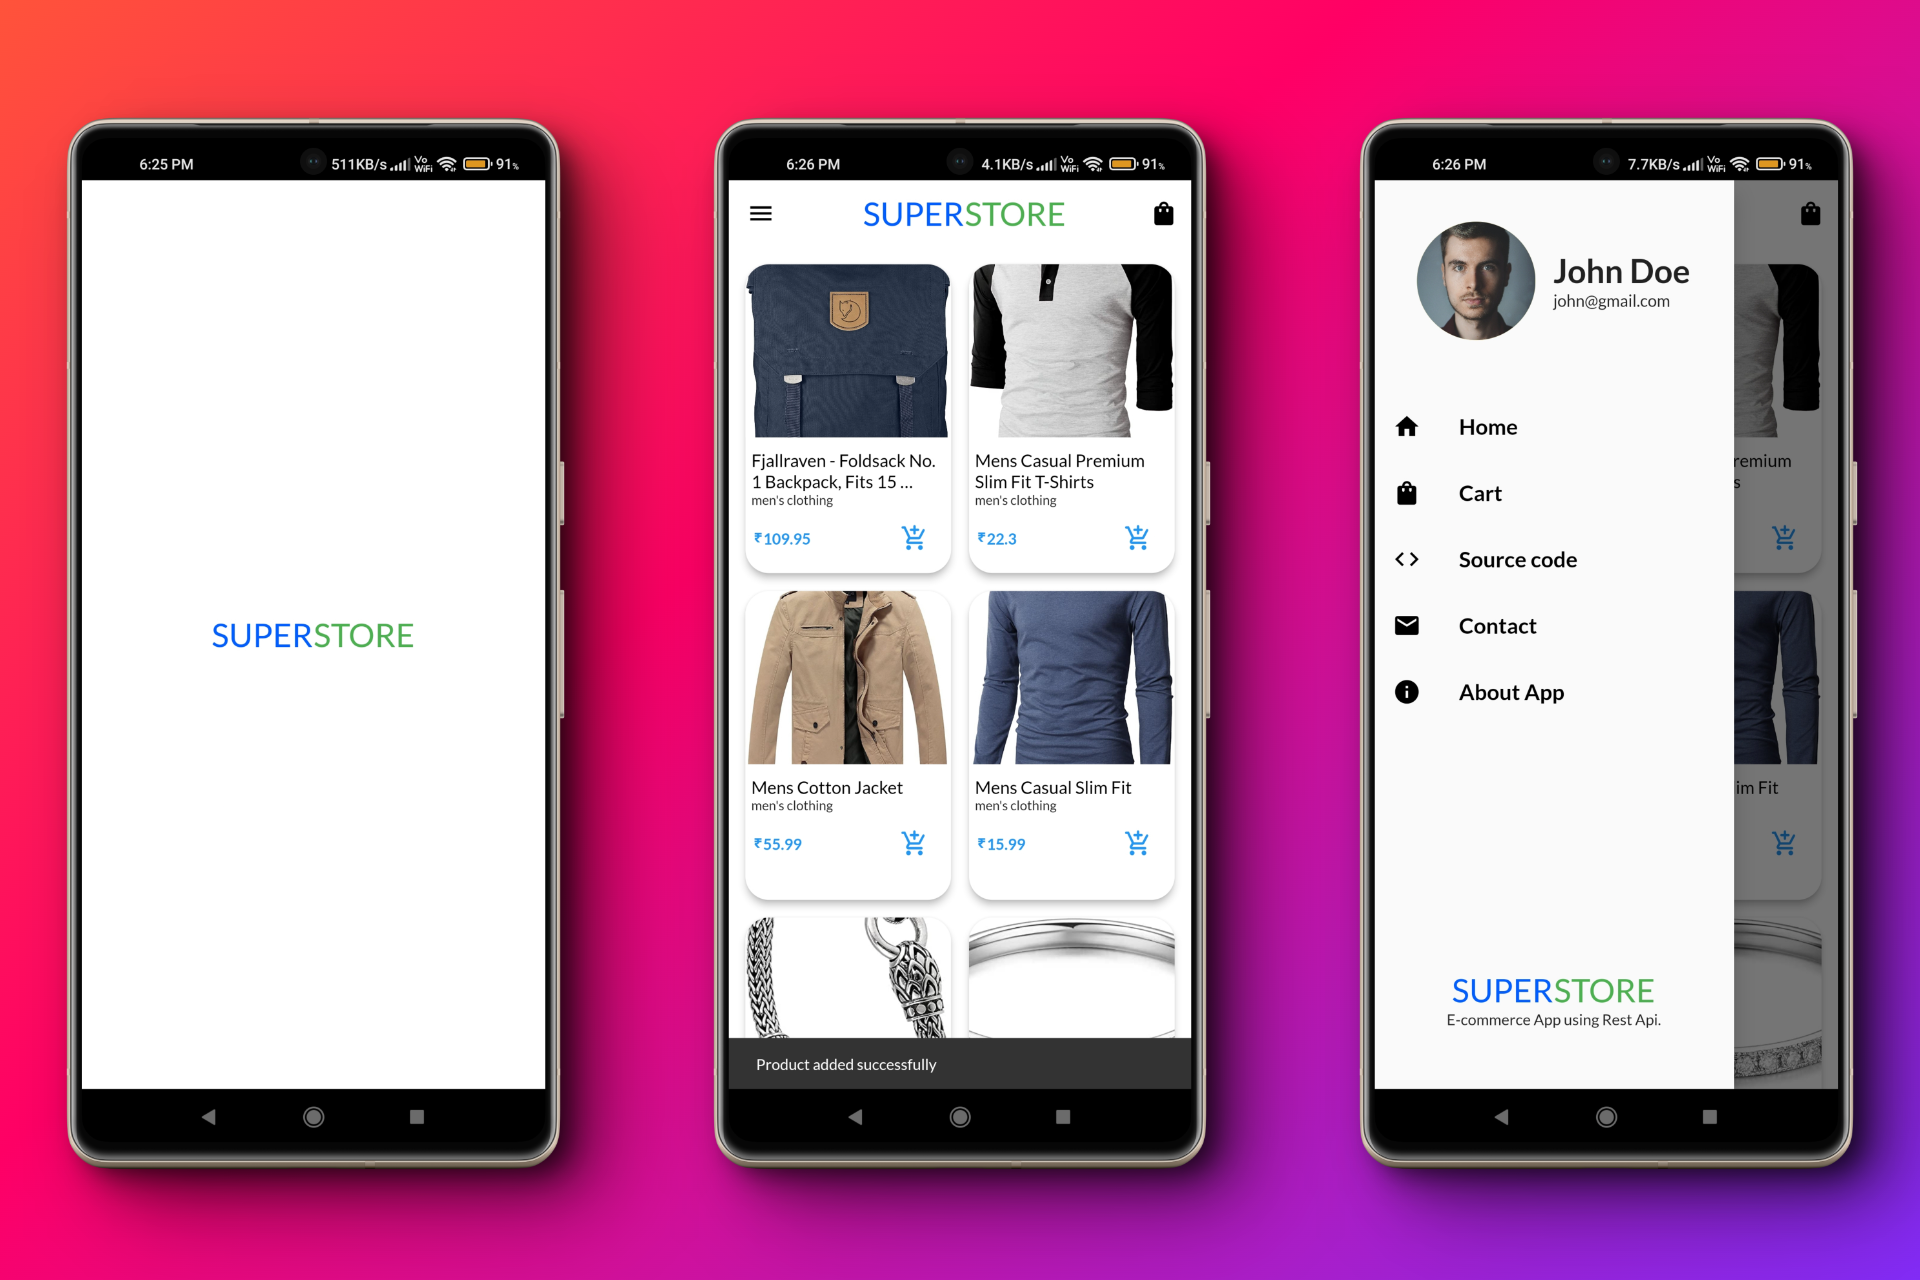 6:25 PM
511KB/s
Vo
WiFi
91%
SUPERSTORE
6:26 PM
4.1KB/s
Vo
WiFi
91%
SUPERSTORE
Fjallraven - Foldsack No.
1 Backpack, Fits 15 ...
men's clothing
₹109.95
Mens Casual Premium
Slim Fit T-Shirts
men's clothing
₹22.3
Mens Cotton Jacket
men's clothing
₹55.99
Mens Casual Slim Fit
men's clothing
₹15.99
Product added successfully
6:26 PM
7.7KB/s
Vo
WiFi
91%
John Doe
john@gmail.com
Home
Cart
Source code
Contact
About App
SUPERSTORE
E-commerce App using Rest Api.
remium
s
im Fit